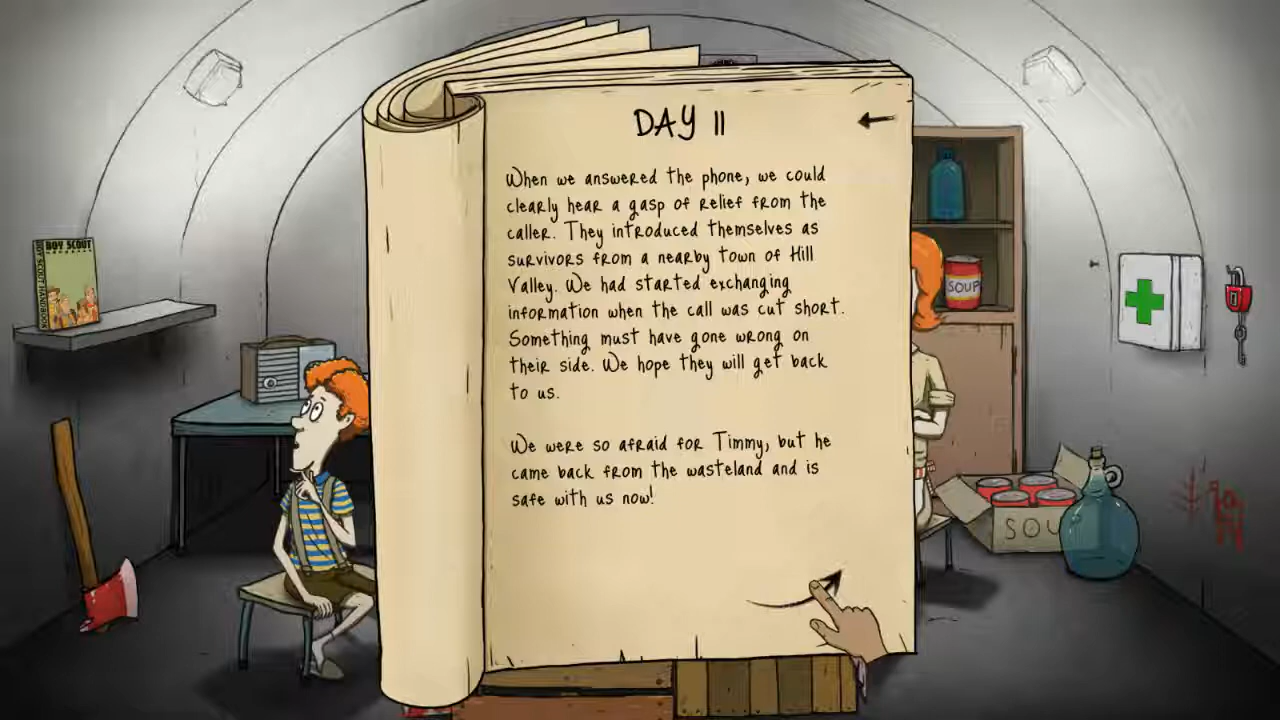 DAY 11
When we answered the phone, we could
clearly hear a gasp of relief from the
caller. They introduced themselves as
survivors from a nearby town of Hill
Valley. We had started exchanging
information when the call was cut short.
Something must have gone wrong on
their side. We hope they will get back
to us.
We were so afraid for Timmy, but he
came back from the wasteland and is
safe with us now!
BOY SCOUT
BOY SCOUT HANDBOOK
SOUP
SOU